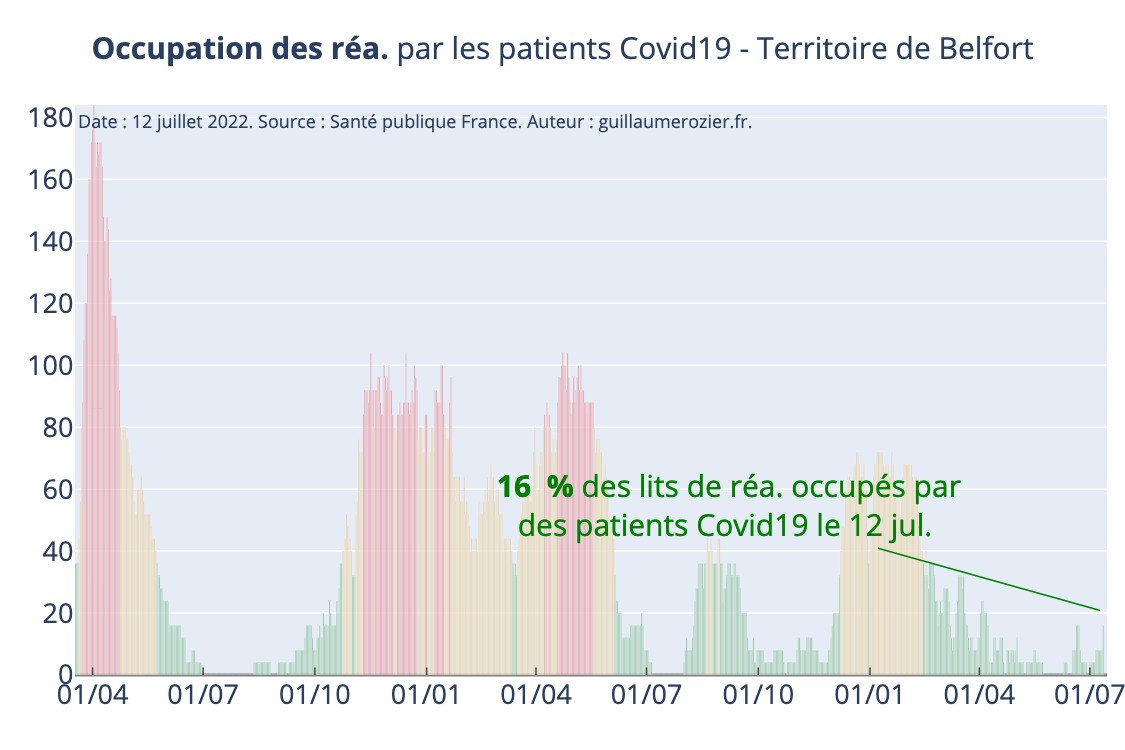 Occupation des réa. par les patients Covid19 - Territoire de Belfort
Date : 12 juillet 2022. Source : Santé publique France. Auteur : guillaumerozier.fr.
180
160
140
120
100
80
60
40
20
0
16 % des lits de réa. occupés par
des patients Covid19 le 12 jul.
01/04 01/07 01/10 01/01 01/04 01/07 01/10 01/01 01/04 01/07